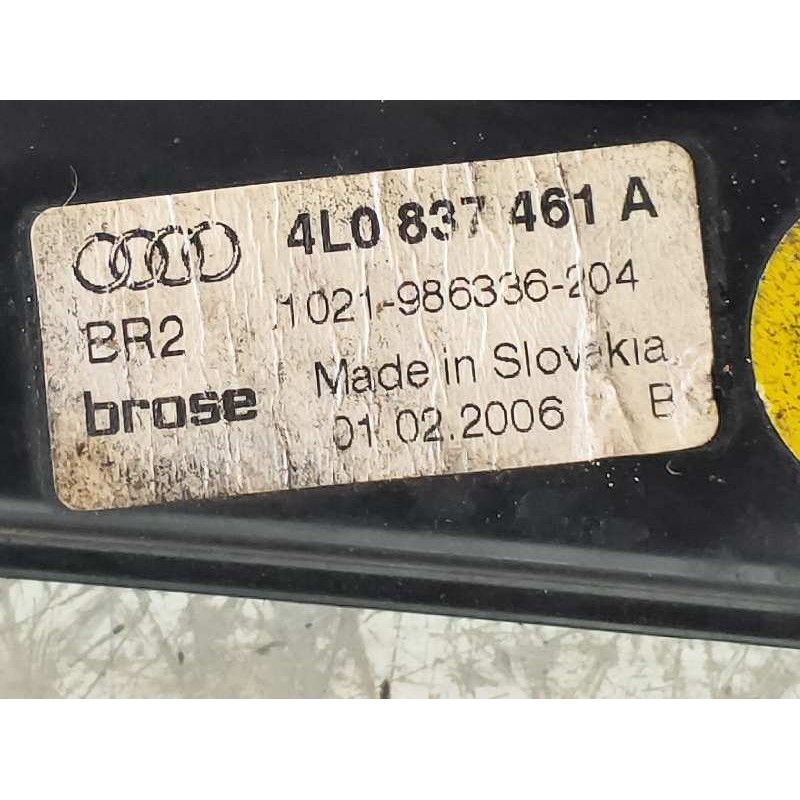 4L0 837 461 A
1021-986336-204
BR2
Made in Slovakia
brose
01.02.2006 B